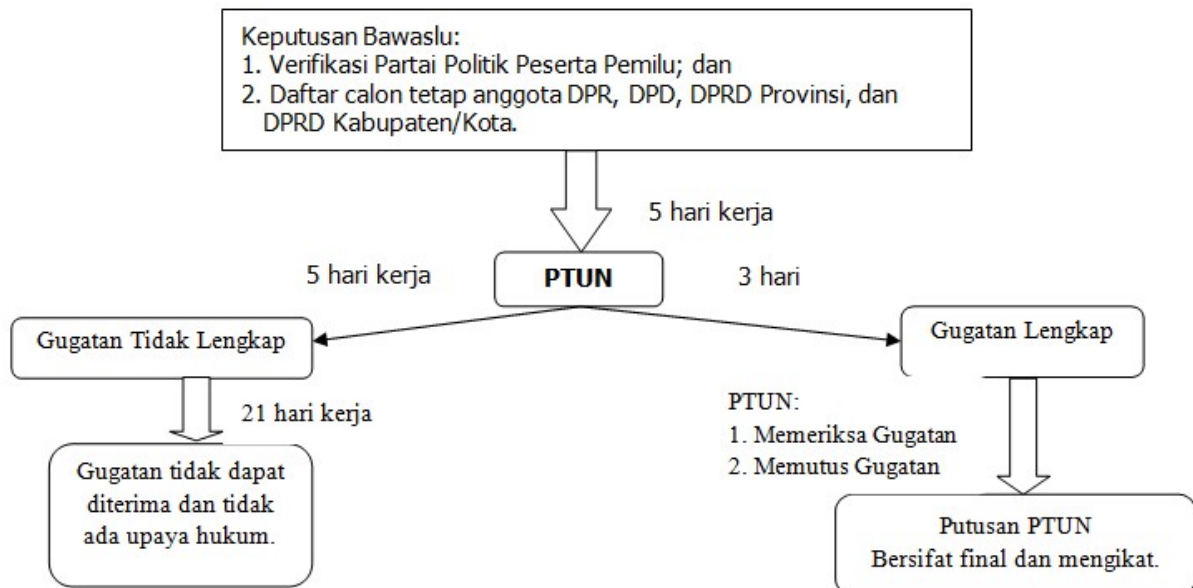 Keputusan Bawaslu:
1. Verifikasi Partai Politik Peserta Pemilu; dan
2. Daftar calon tetap anggota DPR, DPD, DPRD Provinsi, dan
DPRD Kabupaten/Kota.
5 hari kerja
5 hari kerja
PTUN
3 hari
Gugatan Tidak Lengkap
Gugatan Lengkap
21 hari kerja
PTUN:
1. Memeriksa Gugatan
2. Memutus Gugatan
Gugatan tidak dapat
diterima dan tidak
ada upaya hukum.
Putusan PTUN
Bersifat final dan mengikat.